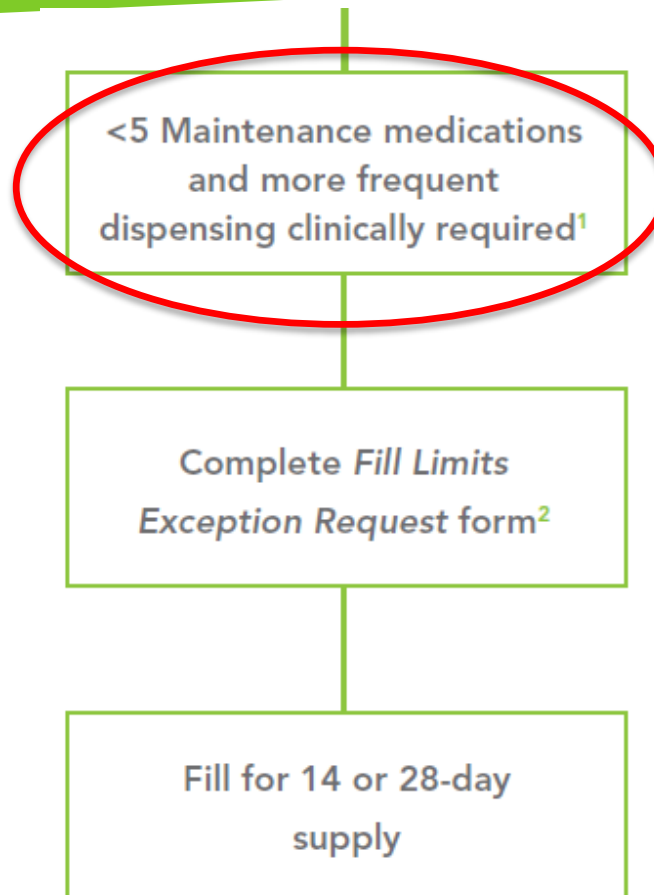 <5 Maintenance medications
and more frequent
dispensing clinically required¹
Complete Fill Limits
Exception Request form²
Fill for 14 or 28-day
supply